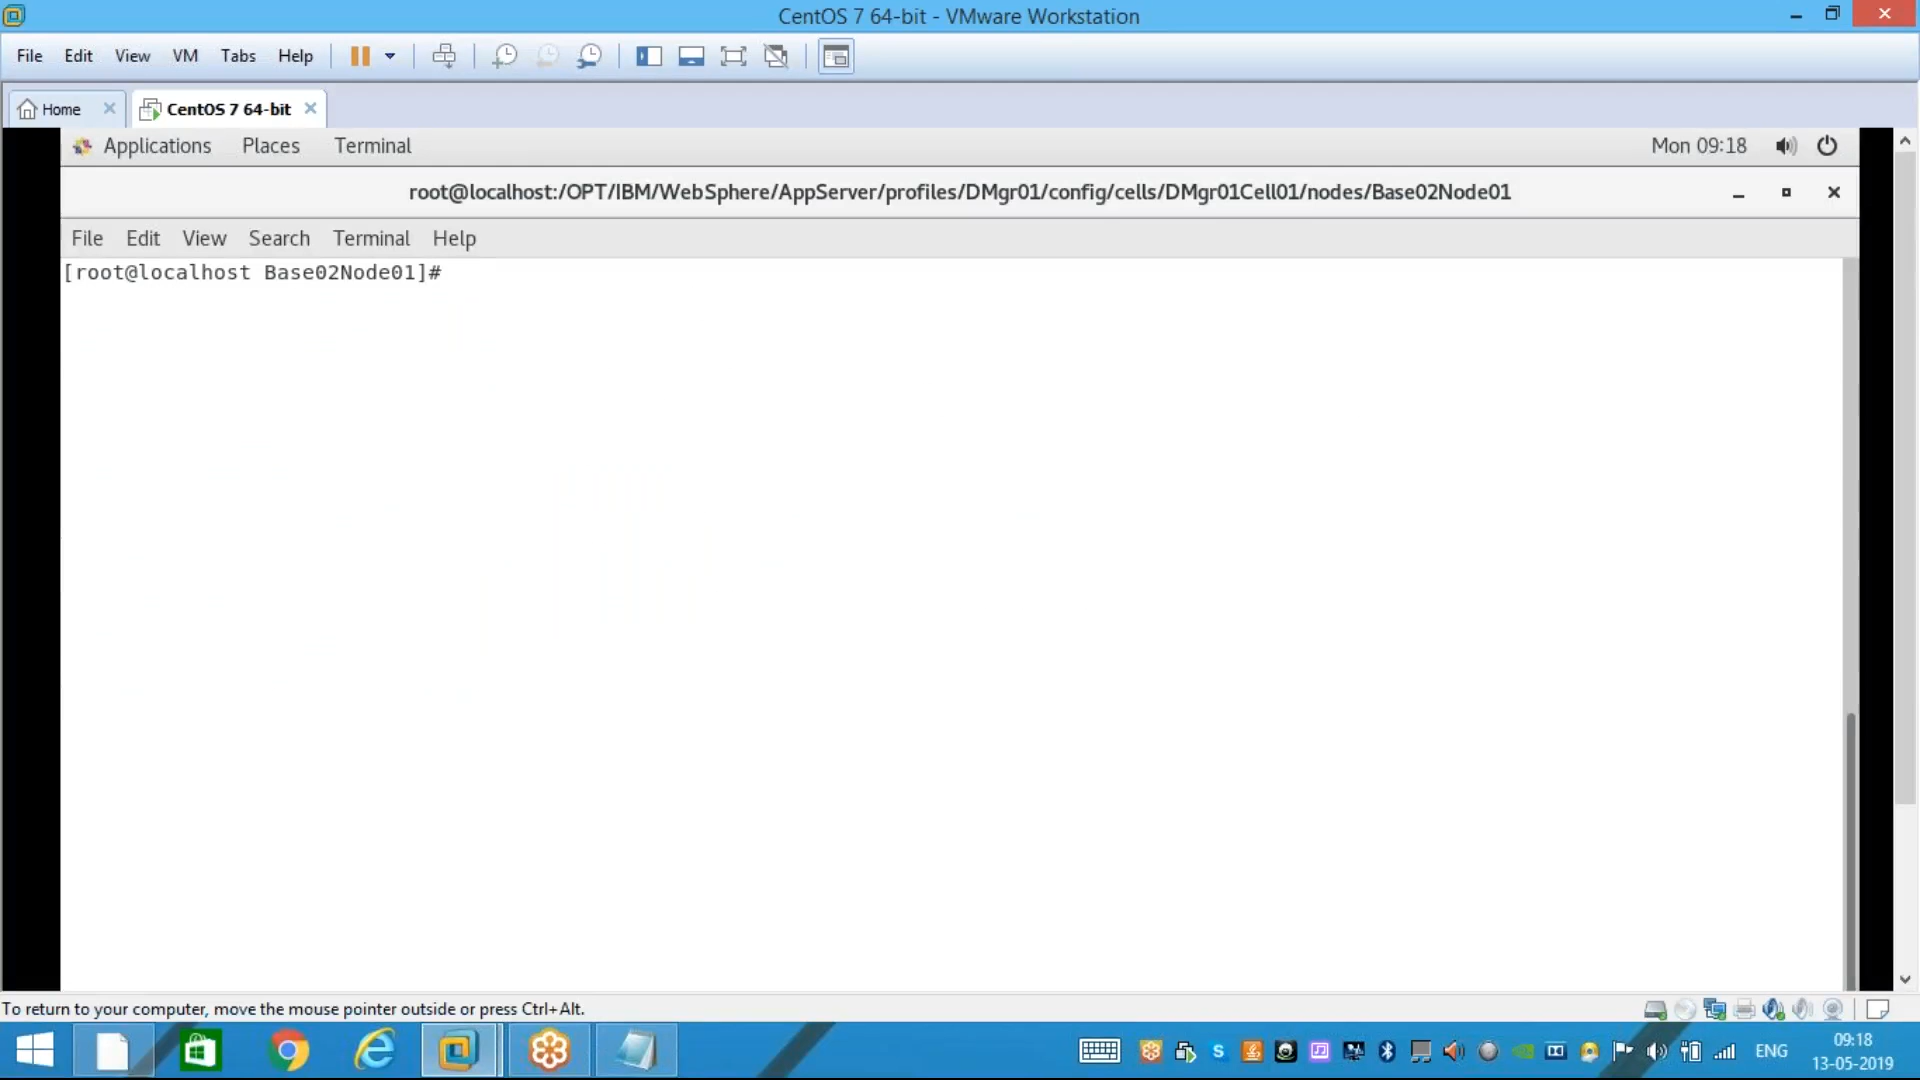 CentOS 7 64-bit - VMware Workstation
File Edit View VM Tabs Help
Home CentOS 7 64-bit
Applications Places Terminal Mon 09:18
root@localhost:/OPT/IBM/WebSphere/AppServer/profiles/DMgr01/config/cells/DMgr01Cell01/nodes/Base02Node01
File Edit View Search Terminal Help
[root@localhost Base02Node01]#
To return to your computer, move the mouse pointer outside or press Ctrl+Alt.
ENG 09:18
13-05-2019